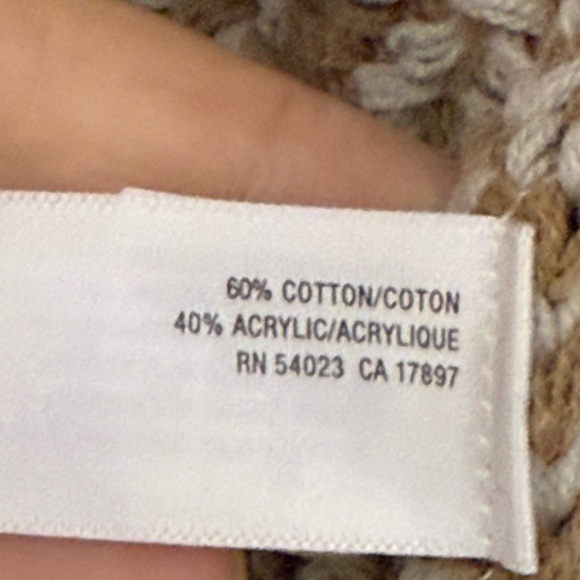 60% COTTON/COTON
40% ACRYLIC/ACRYLIQUE
RN 54023 CA 17897